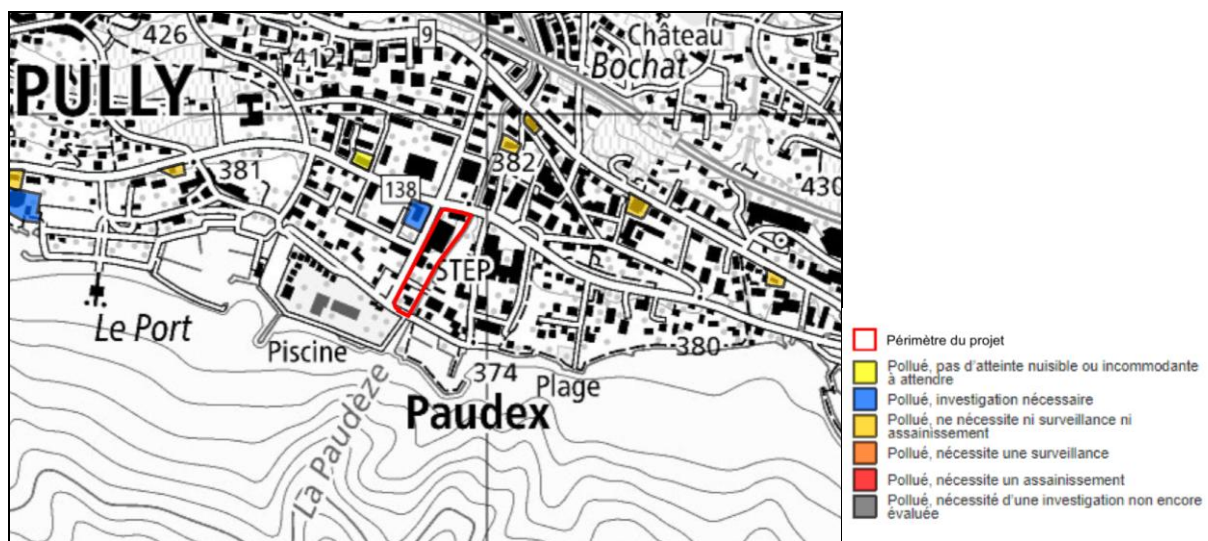 426
9
412
Château
Bochat
PULLY
382
381
138
430
STEP
Le Port
Piscine
380
374
Plage
Paudex
La Paudèze
Périmètre du projet
Pollué, pas d'atteinte nuisible ou incommodante
à attendre
Pollué, investigation nécessaire
Pollué, ne nécessite ni surveillance ni
assainissement
Pollué, nécessite une surveillance
Pollué, nécessite un assainissement
Pollué, nécessité d'une investigation non encore
évaluée